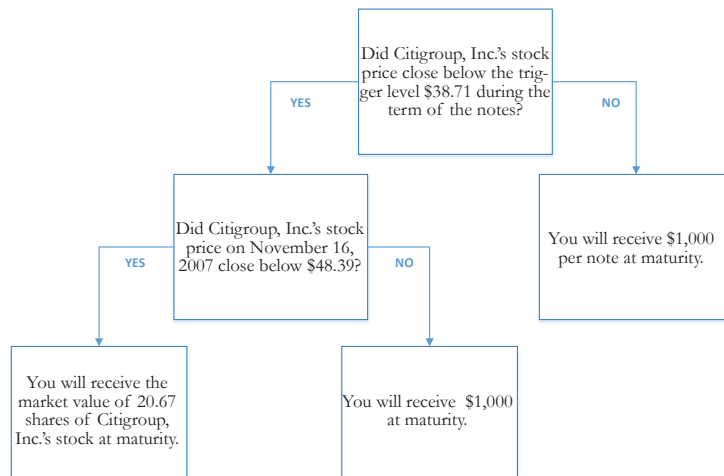 Did Citigroup, Inc.'s stock
price close below the trig-
ger level $38.71 during the
term of the notes?
YES
NO
Did Citigroup, Inc.'s stock
price on November 16,
2007 close below $48.39?
You will receive $1,000
per note at maturity.
YES
NO
You will receive the
market value of 20.67
shares of Citigroup,
Inc.'s stock at maturity.
You will receive $1,000
at maturity.